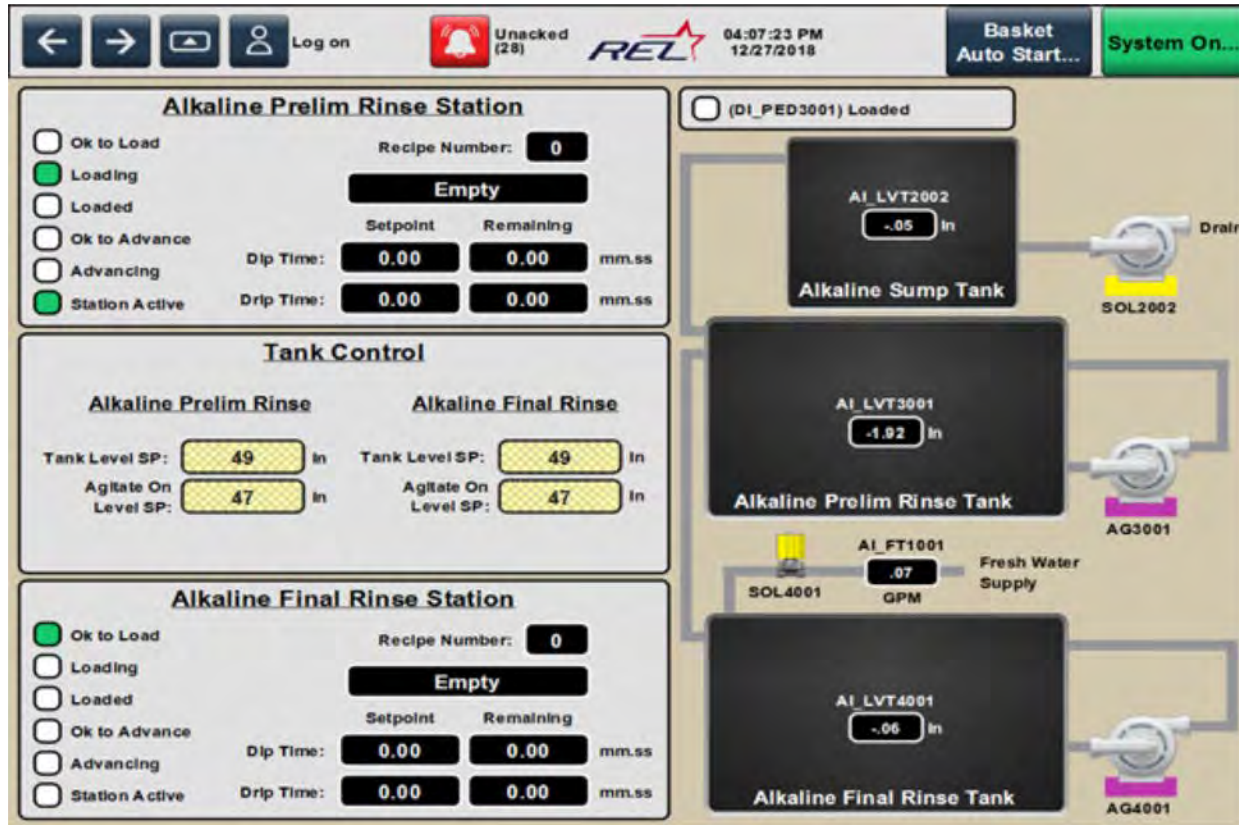 Log on
Unacked
(28)
REL
04:07:23 PM
12/27/2018
Basket
Auto Start...
System On...
Alkaline Prelim Rinse Station
Ok to Load
Loading
Loaded
Ok to Advance
Advancing
Station Active
Recipe Number: 0
Empty
Setpoint Remaining
Dip Time: 0.00 0.00 mm.ss
Drip Time: 0.00 0.00 mm.ss
Tank Control
Alkaline Prelim Rinse
Tank Level SP: 49 In
Agitate On
Level SP: 47 In
Alkaline Final Rinse
Tank Level SP: 49 In
Agitate On
Level SP: 47 In
Alkaline Final Rinse Station
Ok to Load
Loading
Loaded
Ok to Advance
Advancing
Station Active
Recipe Number: 0
Empty
Setpoint Remaining
Dip Time: 0.00 0.00 mm.ss
Drip Time: 0.00 0.00 mm.ss
(DI_PED3001) Loaded
AI_LVT2002
-.05 In
Alkaline Sump Tank
Drain
SOL2002
AI_LVT3001
-1.92 In
Alkaline Prelim Rinse Tank
AG3001
SOL4001
AI_FT1001
.07
GPM
Fresh Water
Supply
AI_LVT4001
-.06 In
Alkaline Final Rinse Tank
AG4001